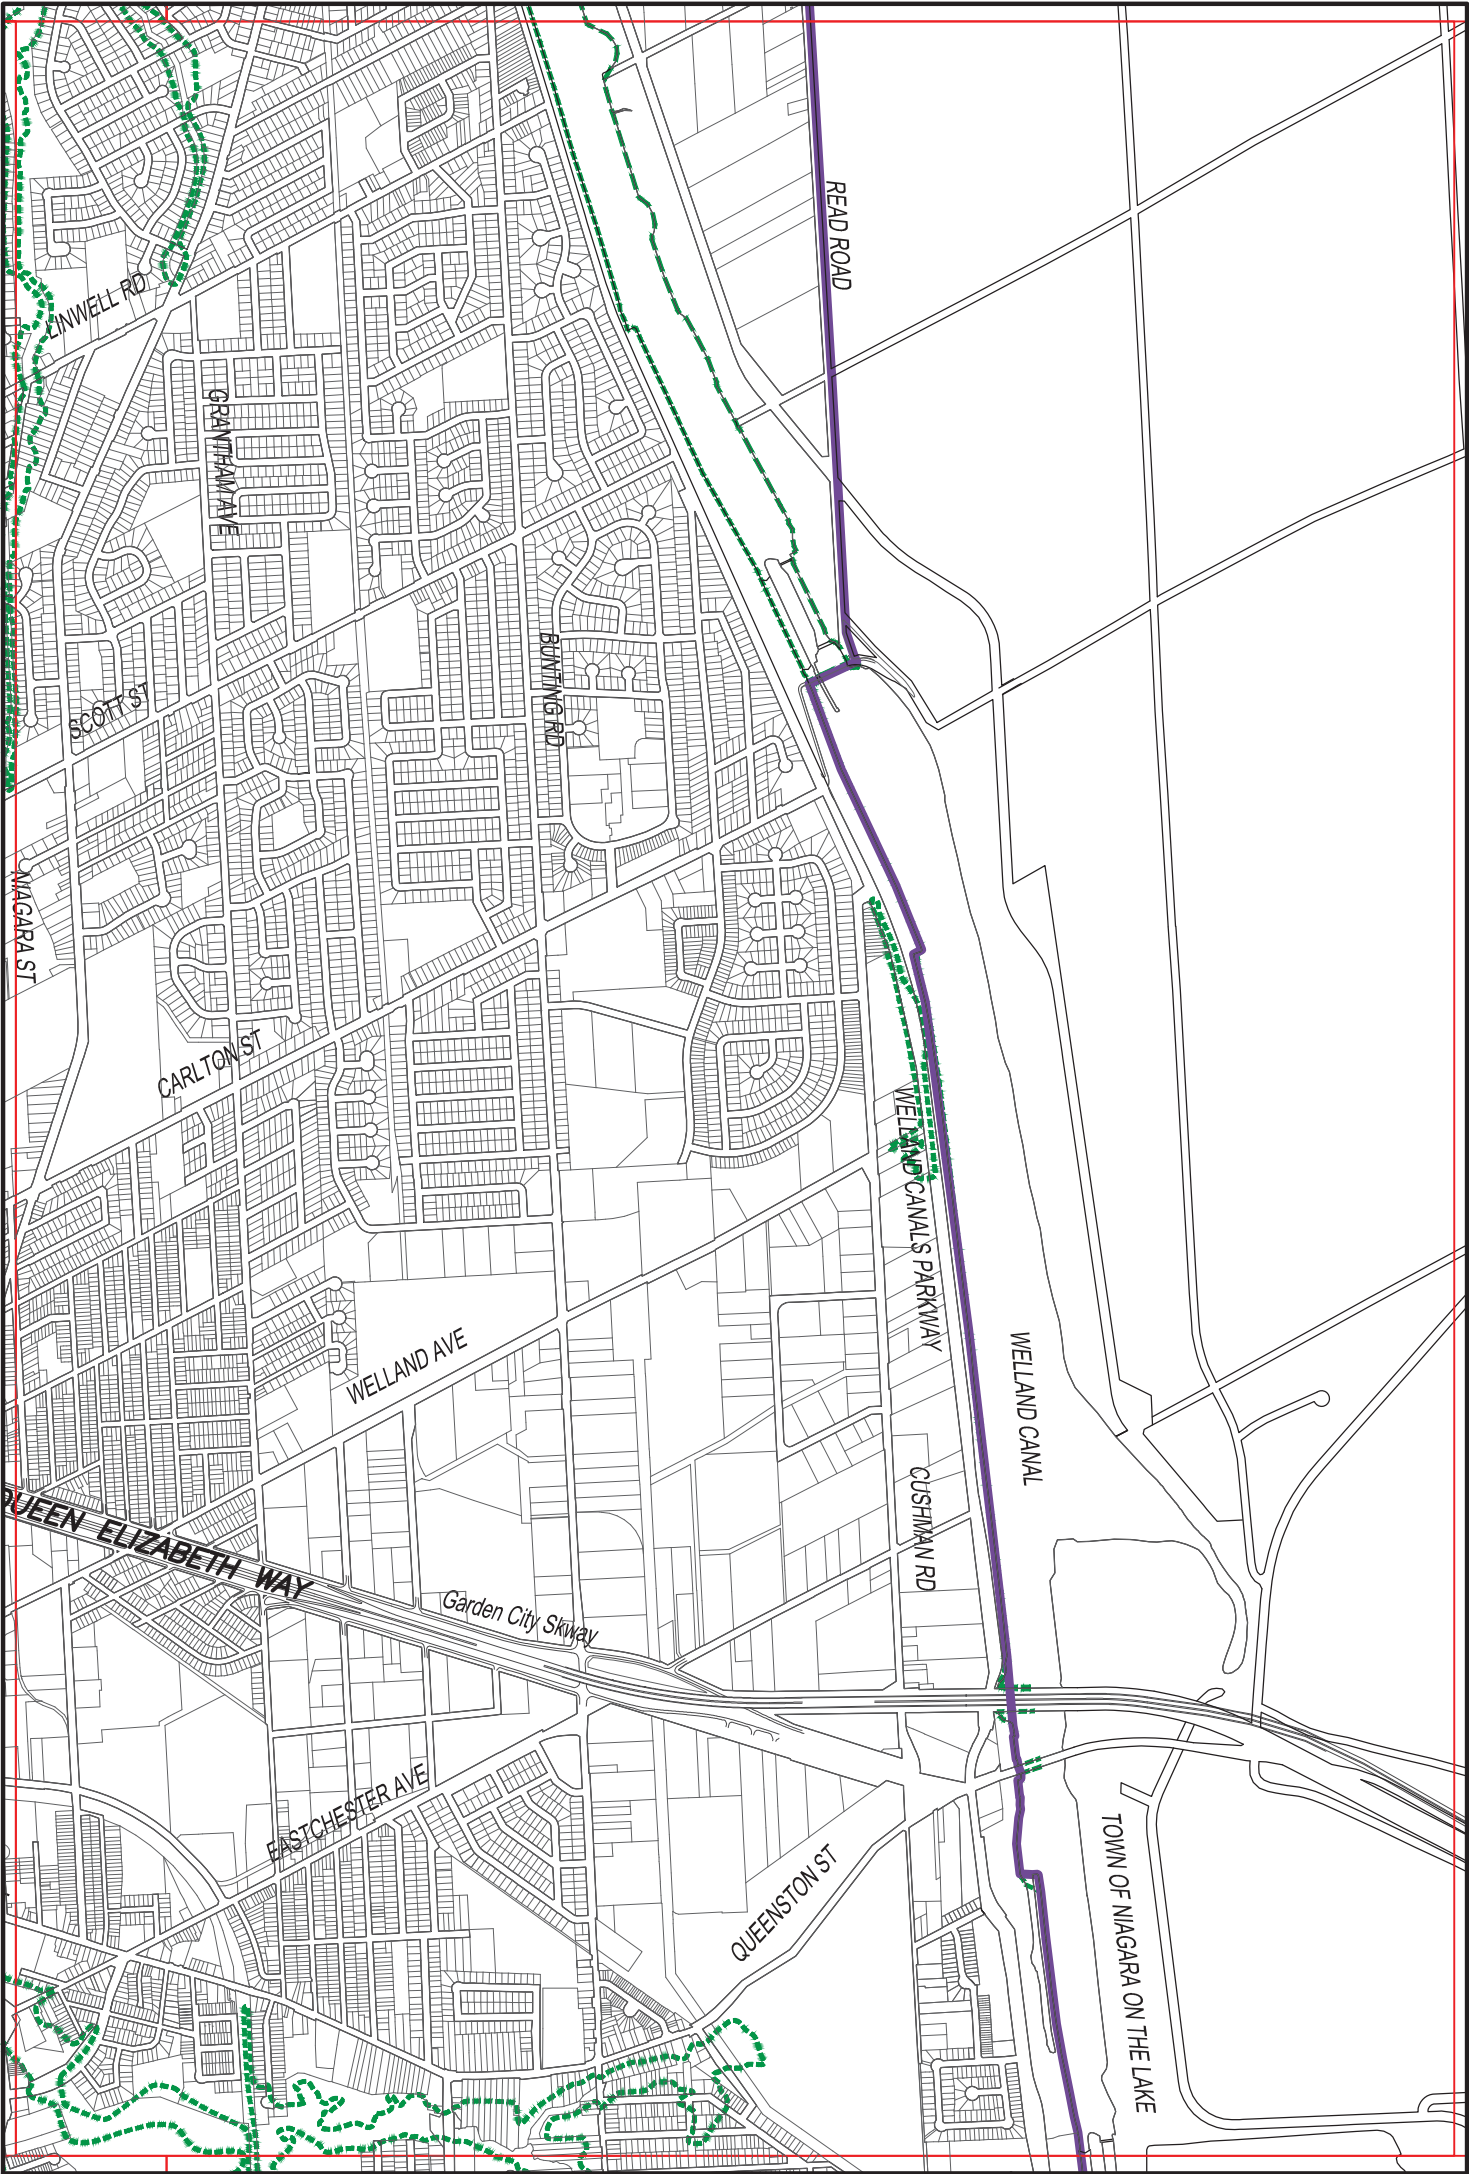 READ ROAD
LINWELL RD
GRANTHAM AVE
BUNTING RD
SCOTT ST
NIAGARA ST
CARLTON ST
WELLAND CANALS PARKWAY
WELLAND AVE
WELLAND CANAL
CUSHMAN RD
QUEEN ELIZABETH WAY
Garden City Skway
EASTCHESTER AVE
QUEENSTON ST
TOWN OF NIAGARA ON THE LAKE